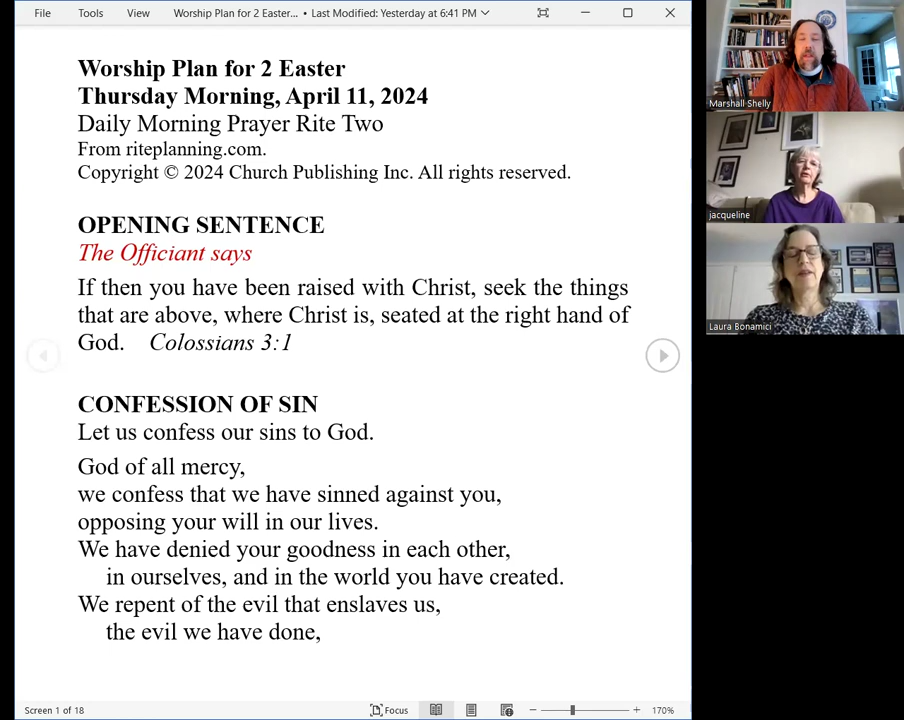 File Tools View Worship Plan for 2 Easter... • Last Modified: Yesterday at 6:41 PM
Worship Plan for 2 Easter
Thursday Morning, April 11, 2024
Daily Morning Prayer Rite Two
From riteplanning.com.
Copyright © 2024 Church Publishing Inc. All rights reserved.
OPENING SENTENCE
The Officiant says
If then you have been raised with Christ, seek the things
that are above, where Christ is, seated at the right hand of
God. Colossians 3:1
CONFESSION OF SIN
Let us confess our sins to God.
God of all mercy,
we confess that we have sinned against you,
opposing your will in our lives.
We have denied your goodness in each other,
in ourselves, and in the world you have created.
We repent of the evil that enslaves us,
the evil we have done,
Screen 1 of 18 Focus 170%
Marshall Shelly
jacqueline
Laura Bonamici